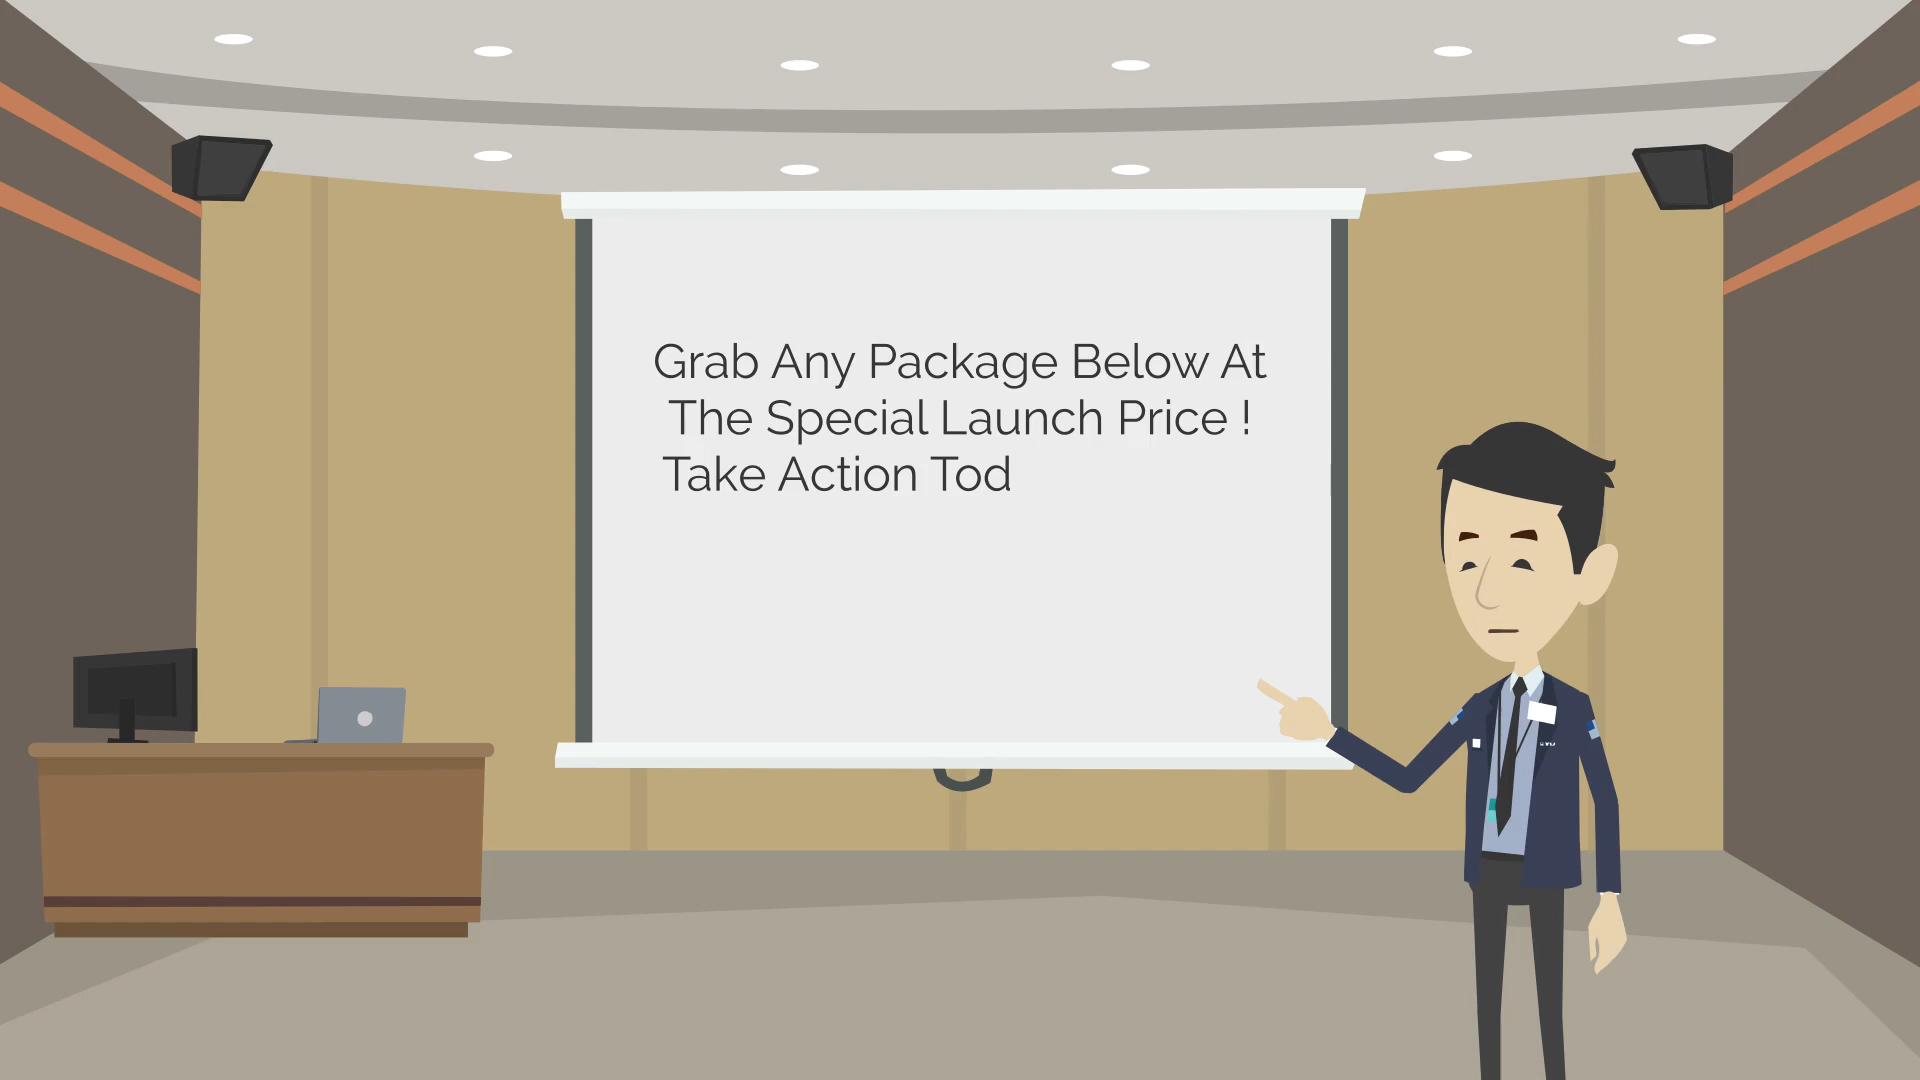 Grab Any Package Below At
The Special Launch Price !
Take Action Tod